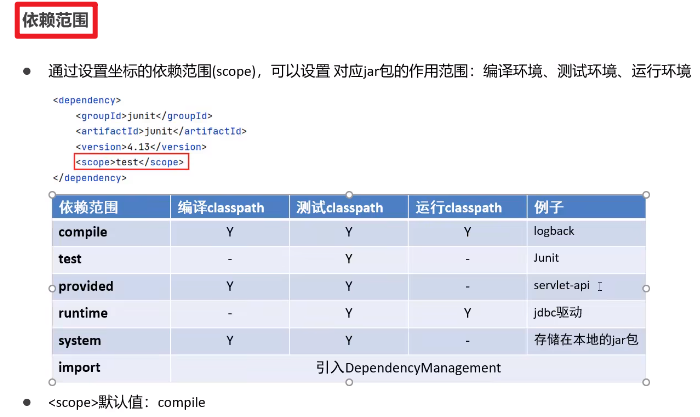 依赖范围
● 通过设置坐标的依赖范围(scope)，可以设置 对应jar包的作用范围：编译环境、测试环境、运行环境
<dependency>
<groupId>junit</groupId>
<artifactId>junit</artifactId>
<version>4.13</version>
<scope>test</scope>
</dependency>
依赖范围 编译classpath 测试classpath 运行classpath 例子
compile Y Y Y logback
test - Y - Junit
provided Y Y - servlet-api
runtime - Y Y jdbc驱动
system Y Y - 存储在本地的jar包
import 引入DependencyManagement
● <scope>默认值：compile